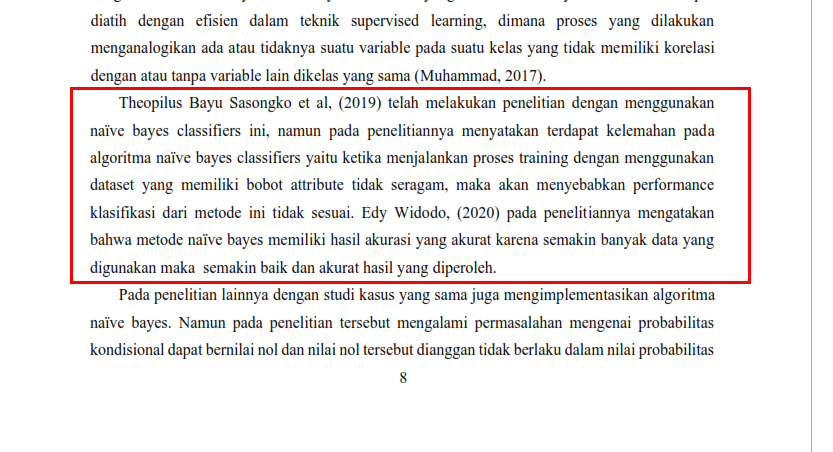 diatih dengan efisien dalam teknik supervised learning, dimana proses yang dilakukan
menganalogikan ada atau tidaknya suatu variable pada suatu kelas yang tidak memiliki korelasi
dengan atau tanpa variable lain dikelas yang sama (Muhammad, 2017).
Theopilus Bayu Sasongko et al, (2019) telah melakukan penelitian dengan menggunakan
naïve bayes classifiers ini, namun pada penelitiannya menyatakan terdapat kelemahan pada
algoritma naïve bayes classifiers yaitu ketika menjalankan proses training dengan menggunakan
dataset yang memiliki bobot attribute tidak seragam, maka akan menyebabkan performance
klasifikasi dari metode ini tidak sesuai. Edy Widodo, (2020) pada penelitiannya mengatakan
bahwa metode naïve bayes memiliki hasil akurasi yang akurat karena semakin banyak data yang
digunakan maka semakin baik dan akurat hasil yang diperoleh.
Pada penelitian lainnya dengan studi kasus yang sama juga mengimplementasikan algoritma
naïve bayes. Namun pada penelitian tersebut mengalami permasalahan mengenai probabilitas
kondisional dapat bernilai nol dan nilai nol tersebut dianggan tidak berlaku dalam nilai probabilitas
8